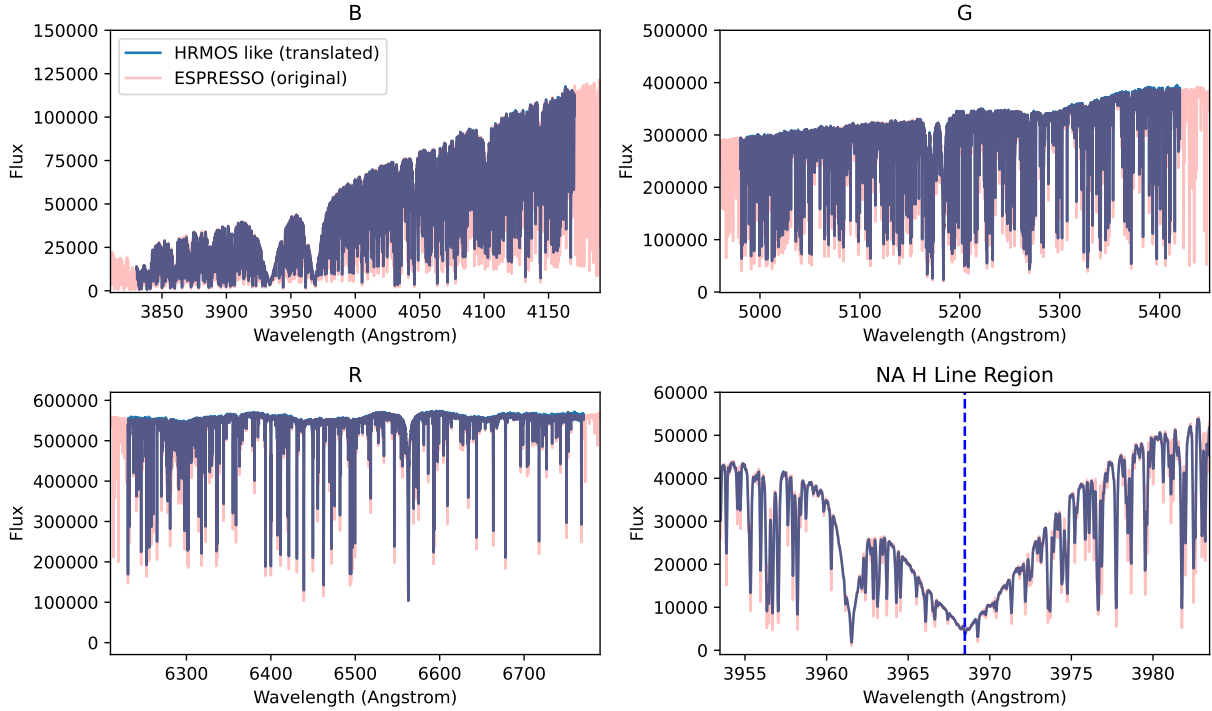 B
150000
125000
100000
75000
50000
25000
0
Flux
HRMOS like (translated)
ESPRESSO (original)
3850 3900 3950 4000 4050 4100 4150
Wavelength (Angstrom)
G
500000
400000
300000
200000
100000
0
Flux
5000 5100 5200 5300 5400
Wavelength (Angstrom)
R
600000
500000
400000
300000
200000
100000
0
Flux
6300 6400 6500 6600 6700
Wavelength (Angstrom)
NA H Line Region
60000
50000
40000
30000
20000
10000
0
Flux
3955 3960 3965 3970 3975 3980
Wavelength (Angstrom)